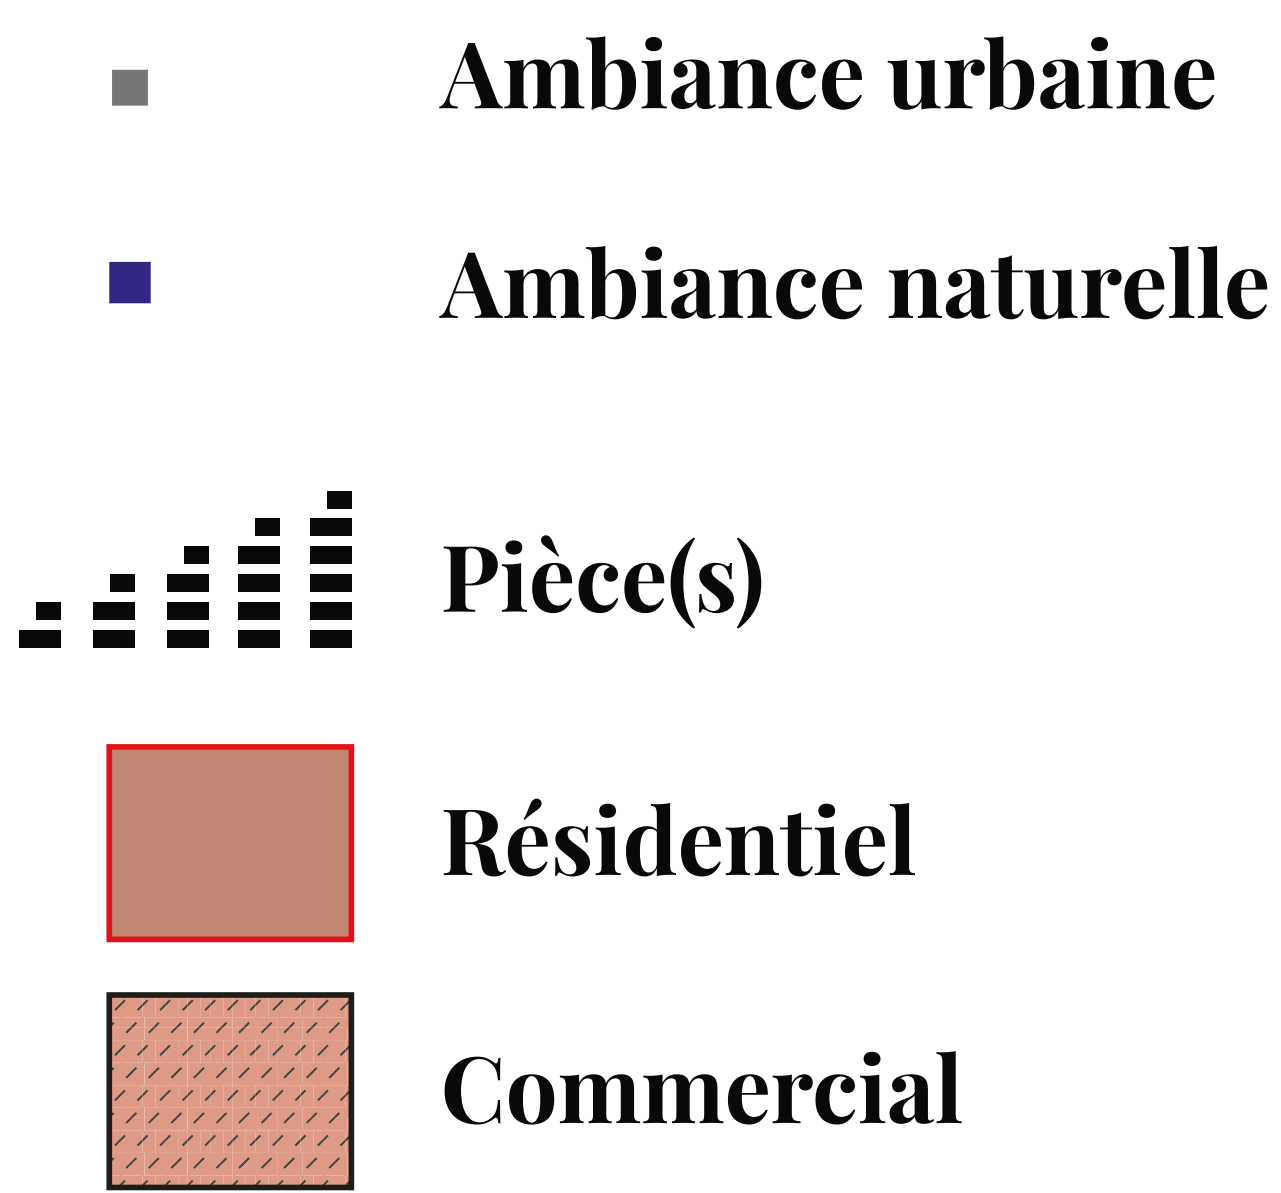 Ambiance urbaine
Ambiance naturelle
Pièce(s)
Résidentiel
Commercial